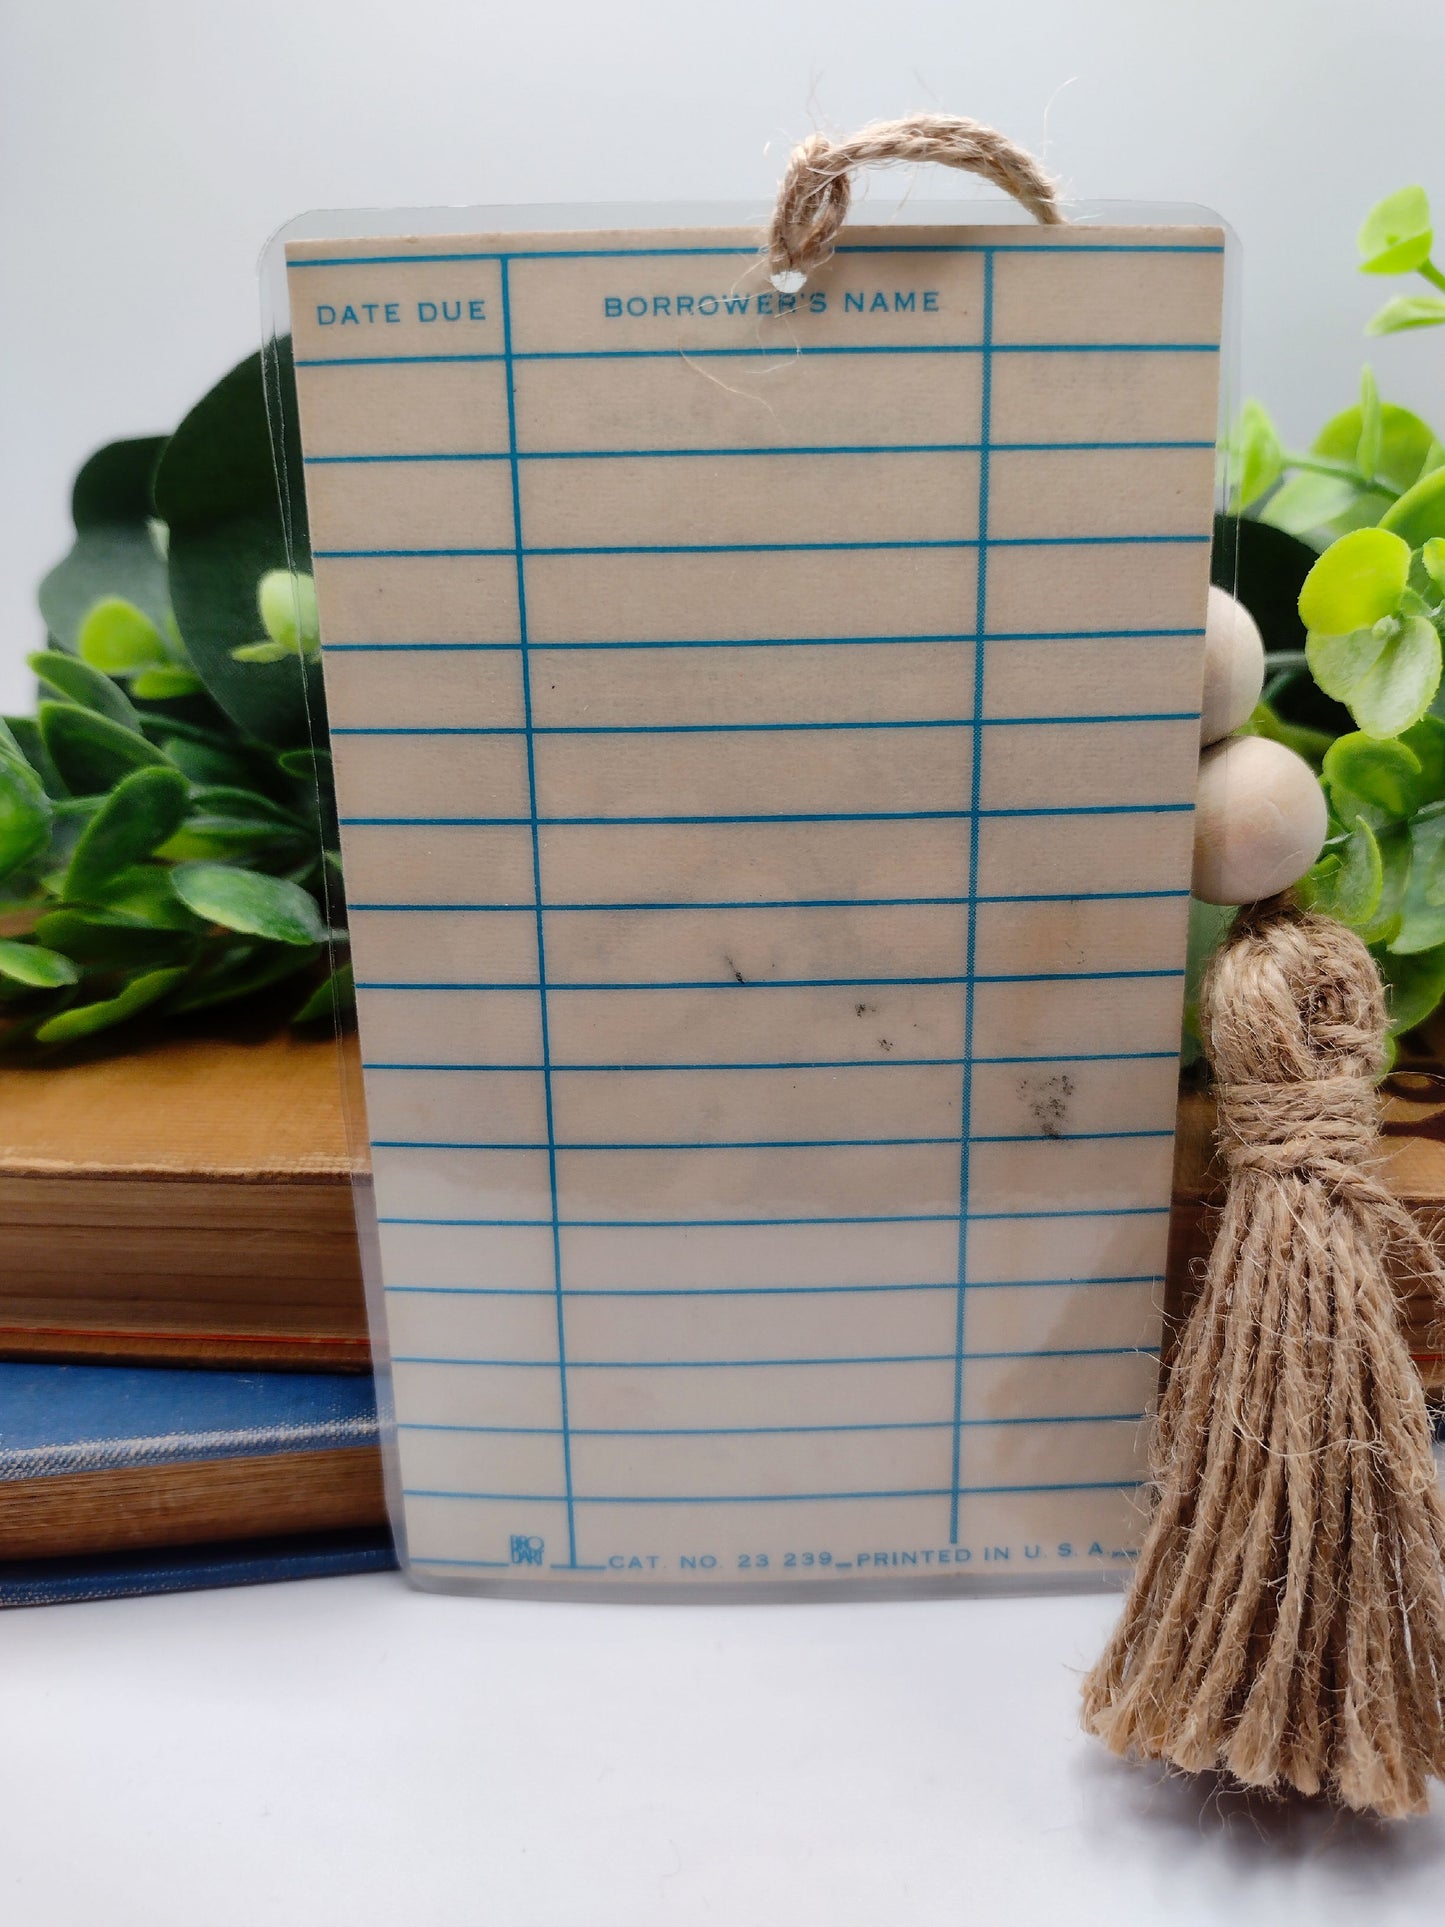 DATE DUE BORROWER'S NAME
BRO
DART
CAT. NO. 23 239 PRINTED IN U. S. A.